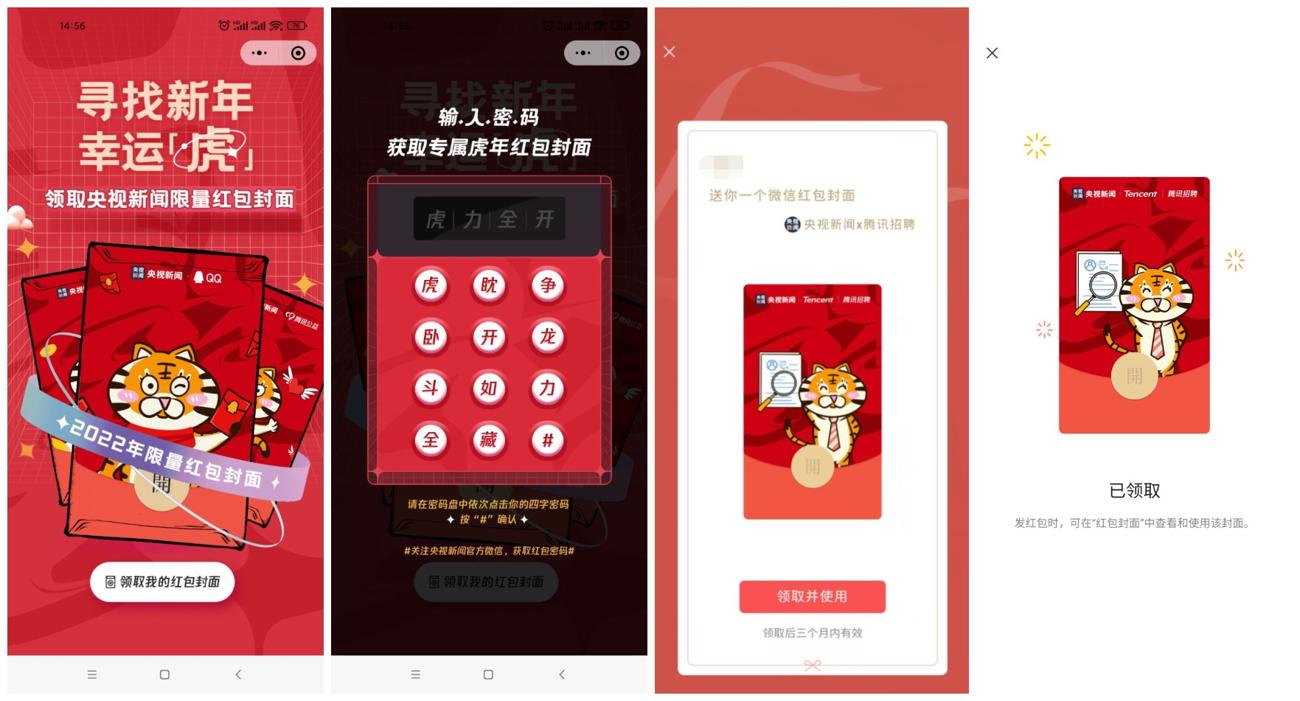 14:56
寻找新年
幸运「虎」
领取央视新闻限量红包封面
央视新闻
央视新闻 QQ
新闻 腾讯公益
2022年限量红包封面
開
领取我的红包封面
输.入.密.码
获取专属虎年红包封面
虎 力 全 开
虎 眈 争
卧 开 龙
斗 如 力
全 藏 #
请在密码盘中依次点击你的四字密码
按 “#” 确认
#关注央视新闻官方微信,获取红包密码#
领取我的红包封面
送你一个微信红包封面
央视新闻x腾讯招聘
央视新闻 Tencent 腾讯招聘
開
领取并使用
领取后三个月内有效
央视新闻 Tencent 腾讯招聘
開
已领取
发红包时,可在“红包封面”中查看和使用该封面。